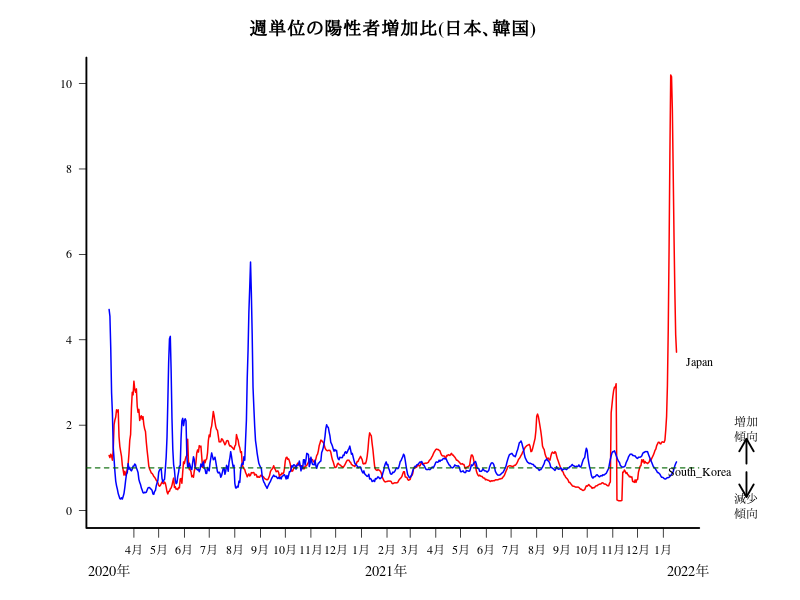 週単位の陽性者増加比(日本、韓国)
10
8
6
4
2
0
Japan
増加
傾向
South_Korea
減少
傾向
4月 5月 6月 7月 8月 9月 10月 11月 12月 1月 2月 3月 4月 5月 6月 7月 8月 9月 10月 11月 12月 1月
2020年 2021年 2022年